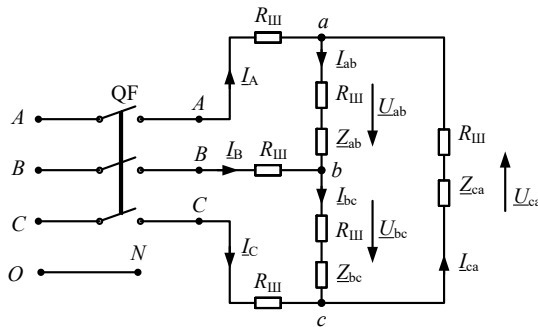 R_Ш a
I_A I_ab
QF R_Ш U_ab
A A R_Ш
B B I_B R_Ш Z_ab b Z_ca U_ca
I_bc
C C R_Ш U_bc
I_C I_ca
O N R_Ш Z_bc
c